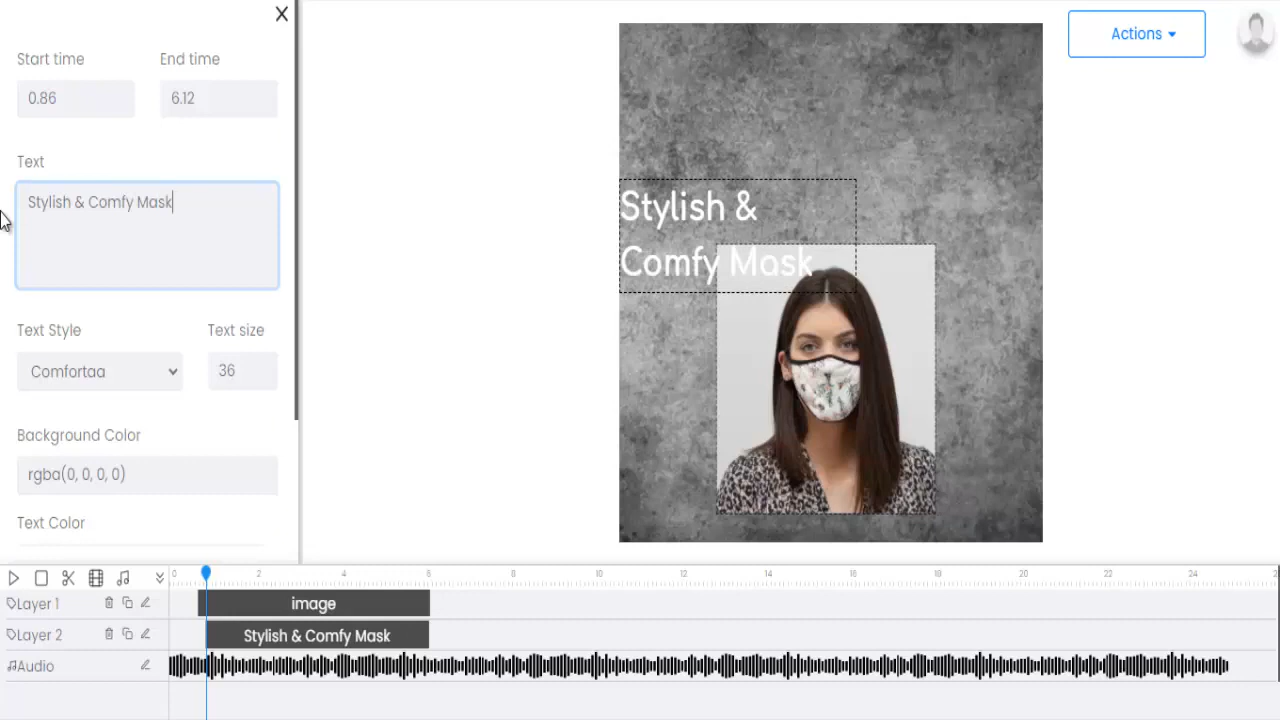 X
Start time
End time
0.86
6.12
Text
Stylish & Comfy Mask
Text Style
Text size
Comfortaa
36
Background Color
rgba(0, 0, 0, 0)
Text Color
Stylish &
Comfy Mask
Actions
0 2 4 6 8 10 12 14 16 18 20 22 24
Layer 1
image
Layer 2
Stylish & Comfy Mask
Audio